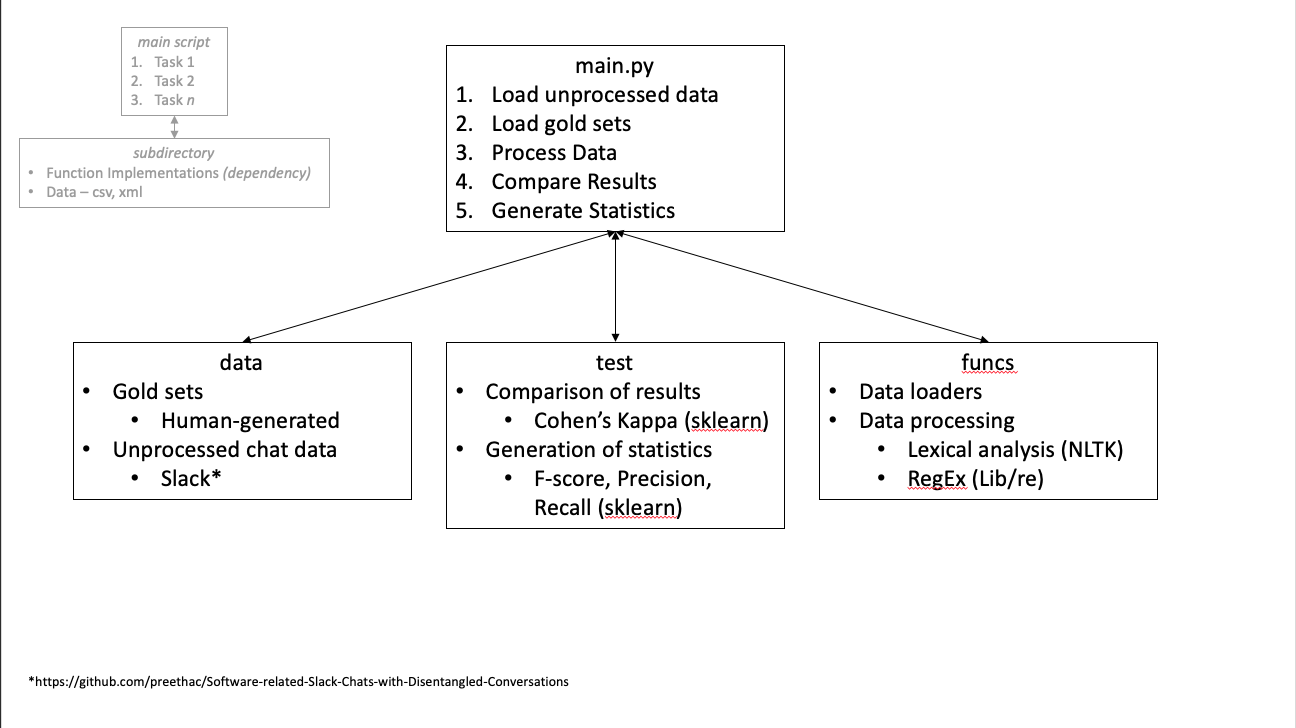 main script
1. Task 1
2. Task 2
3. Task n
subdirectory
• Function Implementations (dependency)
• Data – csv, xml
main.py
1. Load unprocessed data
2. Load gold sets
3. Process Data
4. Compare Results
5. Generate Statistics
data
• Gold sets
• Human-generated
• Unprocessed chat data
• Slack*
test
• Comparison of results
• Cohen’s Kappa (sklearn)
• Generation of statistics
• F-score, Precision,
Recall (sklearn)
funcs
• Data loaders
• Data processing
• Lexical analysis (NLTK)
• RegEx (Lib/re)
*https://github.com/preethac/Software-related-Slack-Chats-with-Disentangled-Conversations